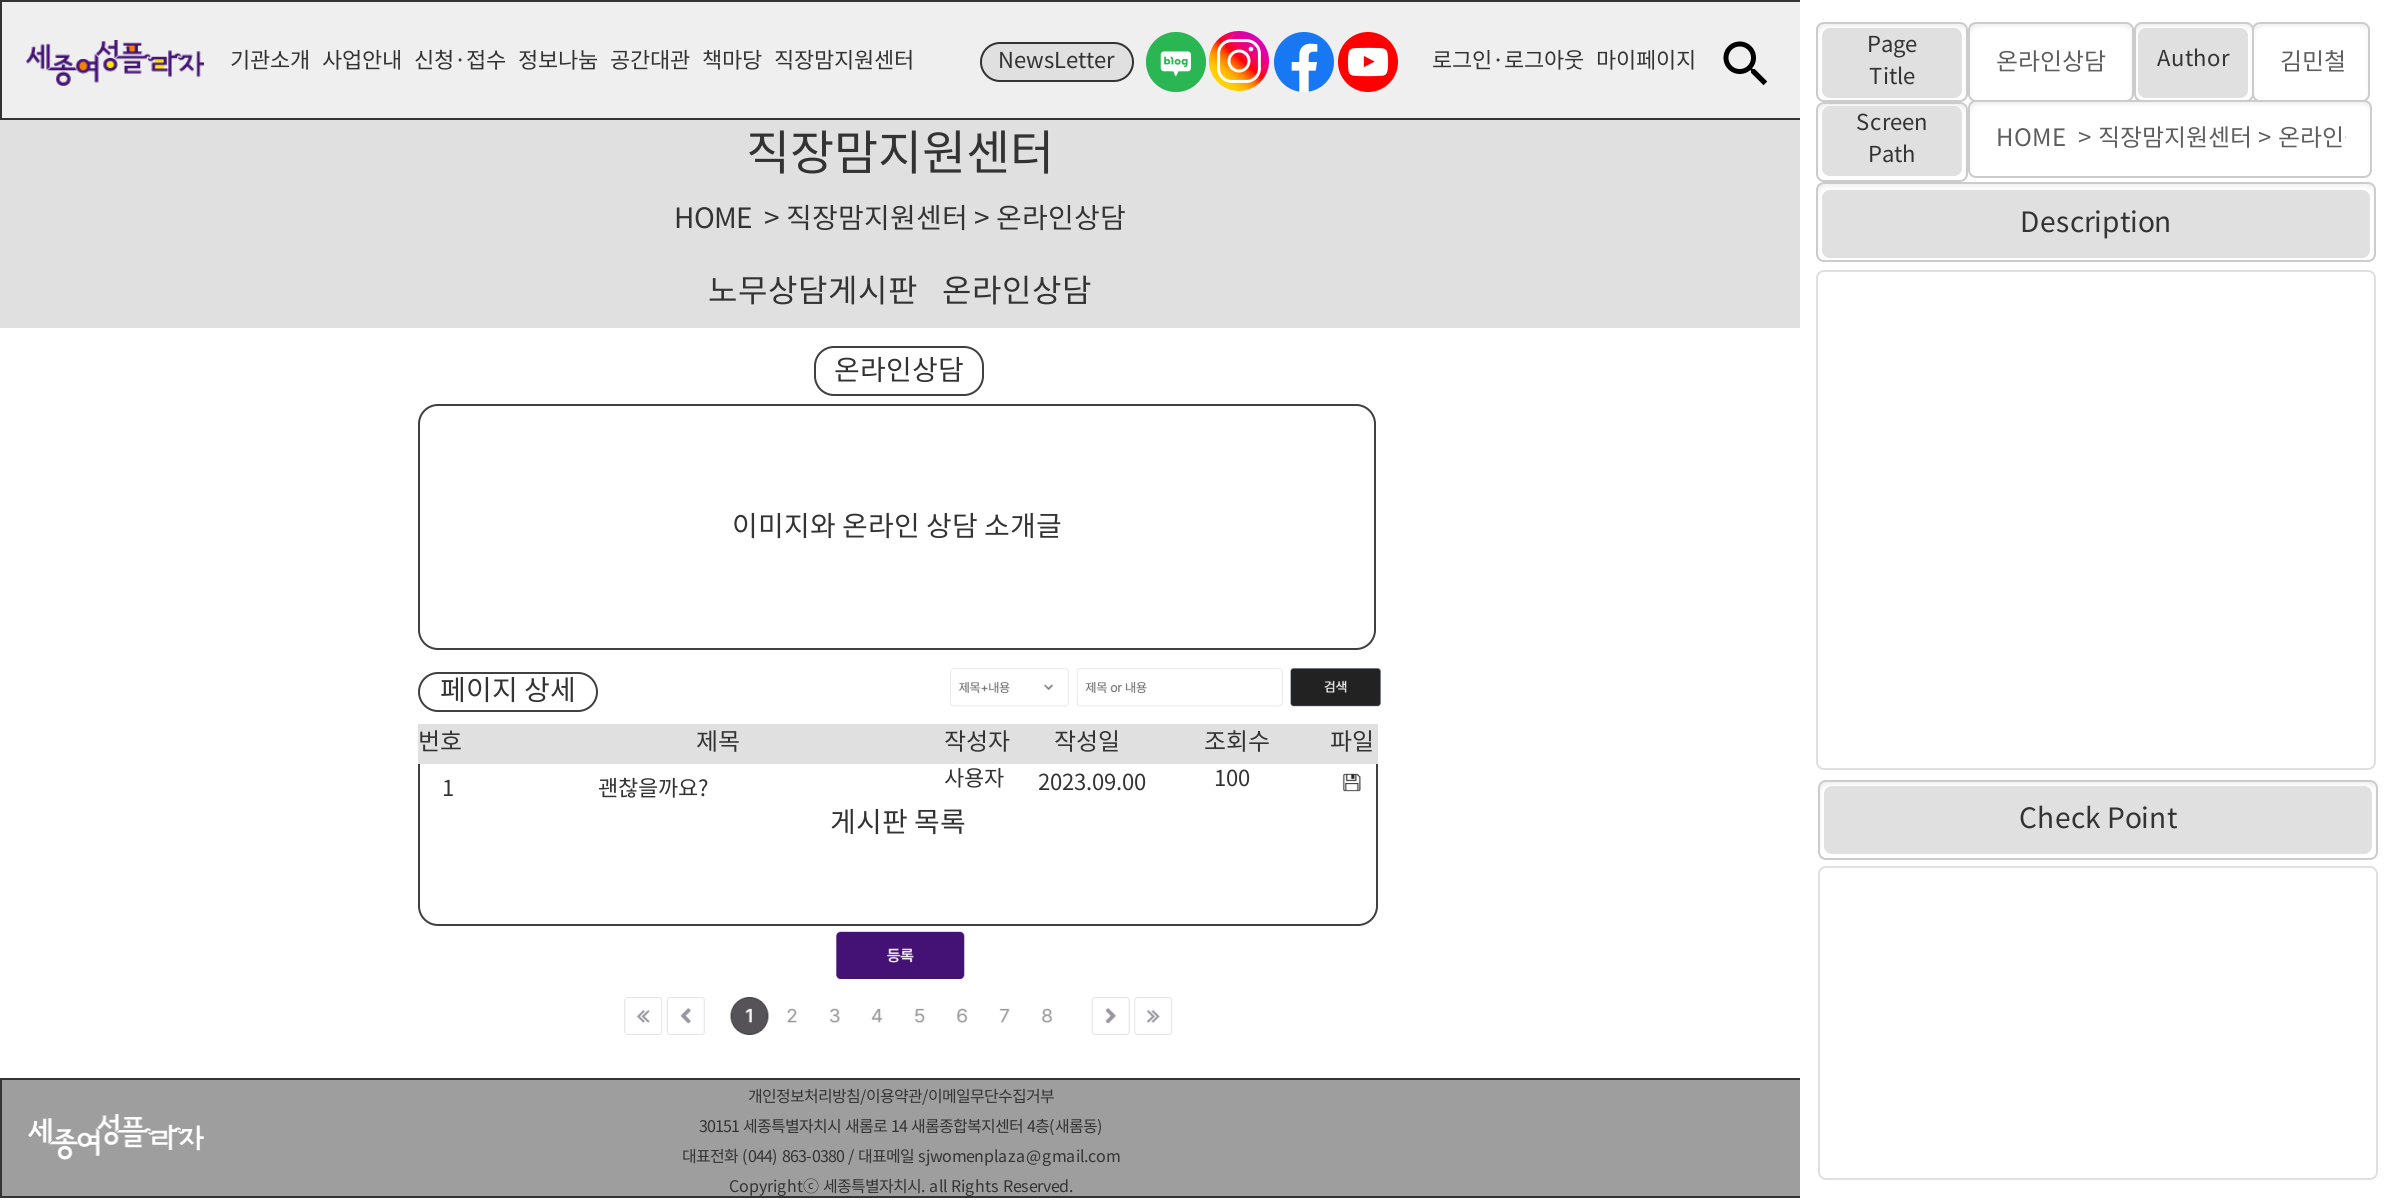 세종여성플라자
기관소개 사업안내 신청·접수 정보나눔 공간대관 책마당 직장맘지원센터
NewsLetter
blog
로그인·로그아웃 마이페이지
직장맘지원센터
HOME > 직장맘지원센터 > 온라인상담
노무상담게시판 온라인상담
온라인상담
이미지와 온라인 상담 소개글
페이지 상세
제목+내용
제목 or 내용
검색
번호 제목 작성자 작성일 조회수 파일
1 괜찮을까요? 사용자 2023.09.00 100
게시판 목록
등록
« ‹ 1 2 3 4 5 6 7 8 › »
세종여성플라자
개인정보처리방침/이용약관/이메일무단수집거부
30151 세종특별자치시 새롬로 14 새롬종합복지센터 4층(새롬동)
대표전화 (044) 863-0380 / 대표메일 sjwomenplaza@gmail.com
Copyrightⓒ 세종특별자치시. all Rights Reserved.
Page
Title
온라인상담
Author
김민철
Screen
Path
HOME > 직장맘지원센터 > 온라인
Description
Check Point